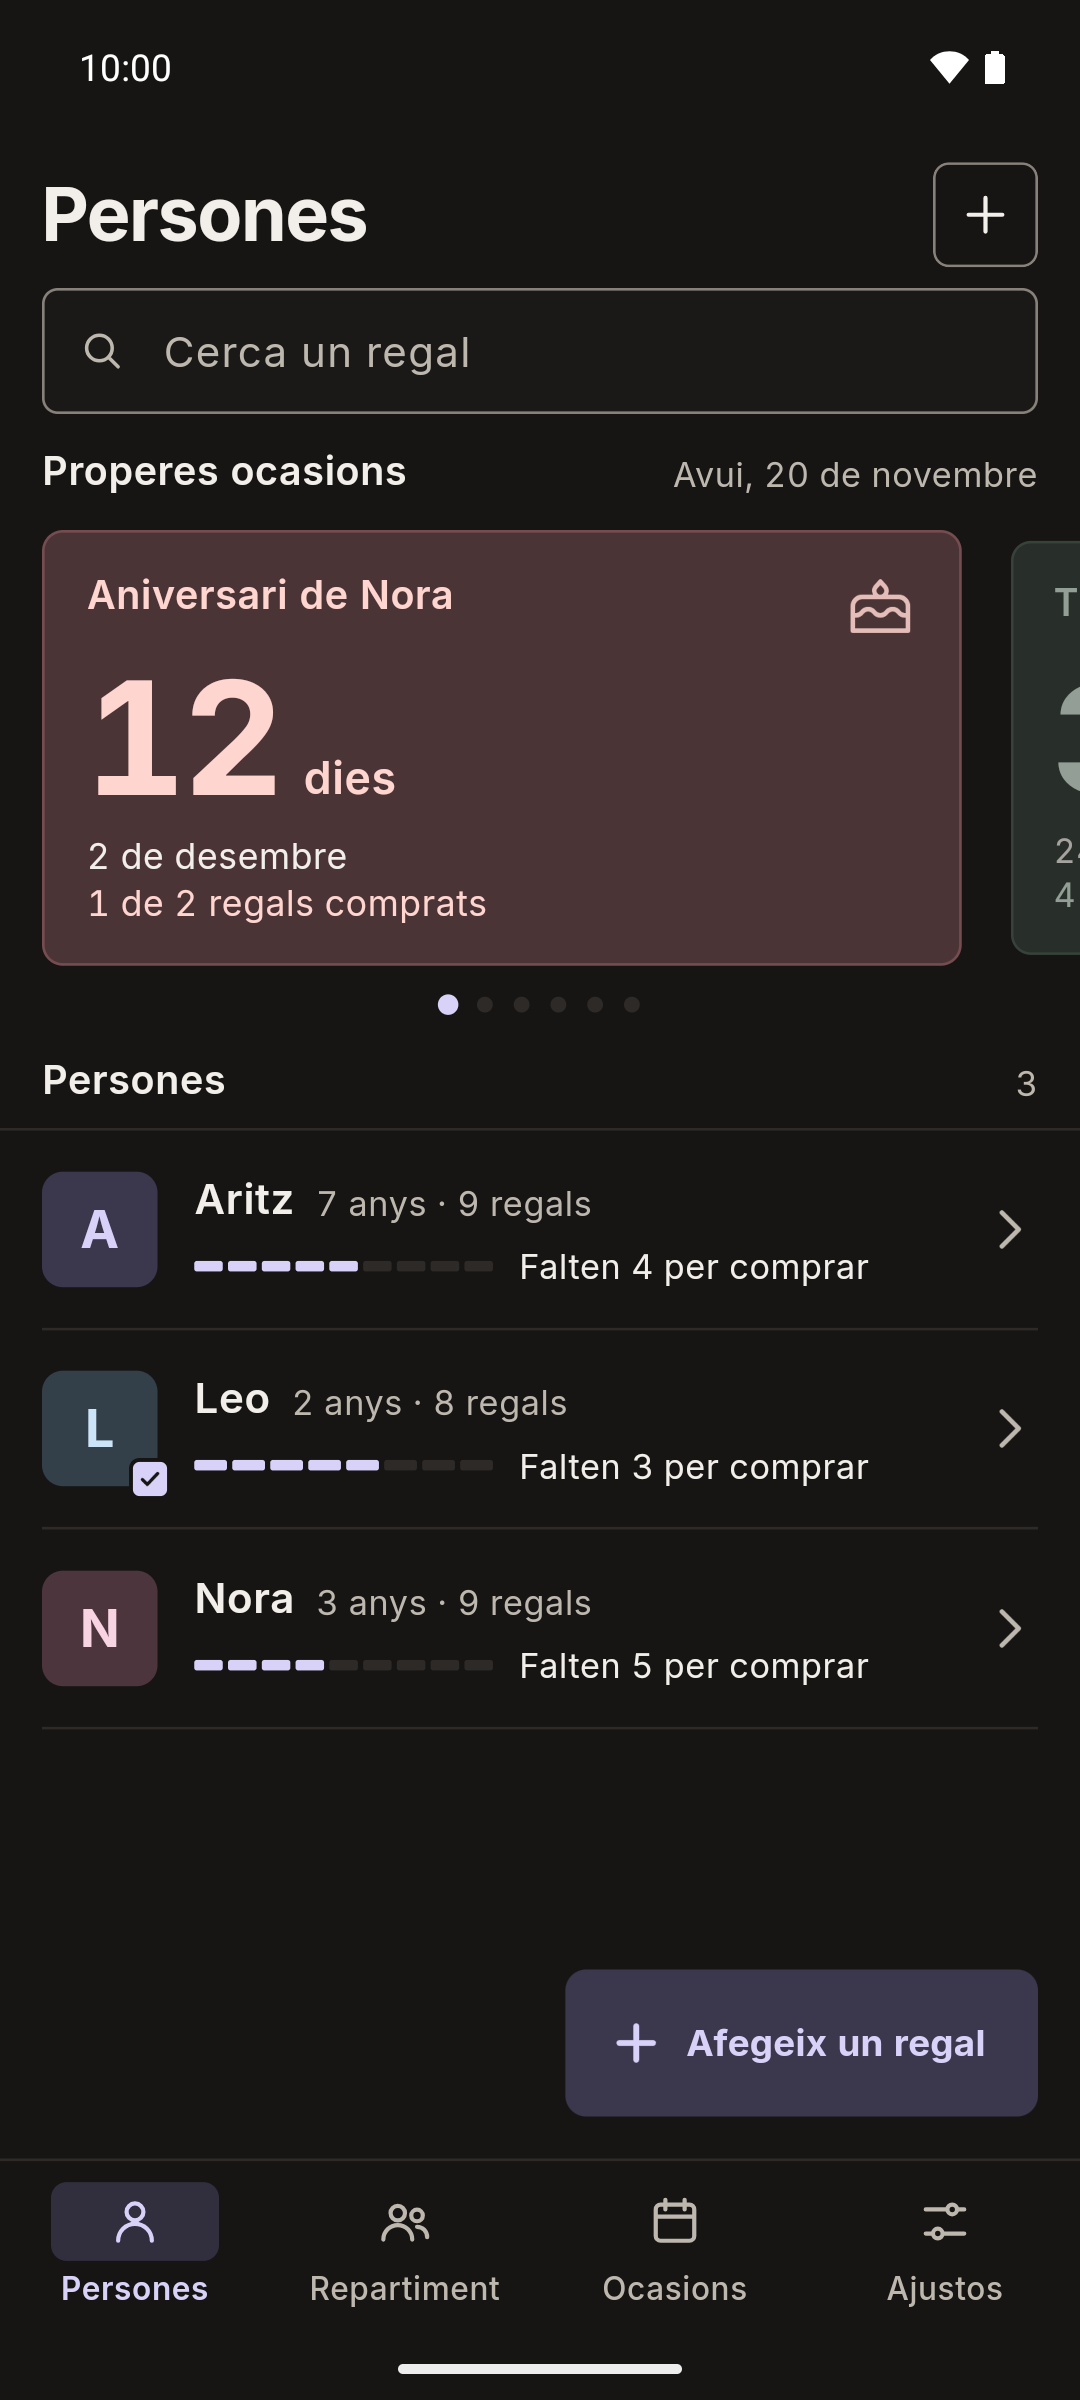 10:00
Persones
Cerca un regal
Properes ocasions
Avui, 20 de novembre
Aniversari de Nora
12 dies
2 de desembre
1 de 2 regals comprats
Persones
3
A
Aritz 7 anys · 9 regals
Falten 4 per comprar
L
Leo 2 anys · 8 regals
Falten 3 per comprar
N
Nora 3 anys · 9 regals
Falten 5 per comprar
Afegeix un regal
Persones
Repartiment
Ocasions
Ajustos